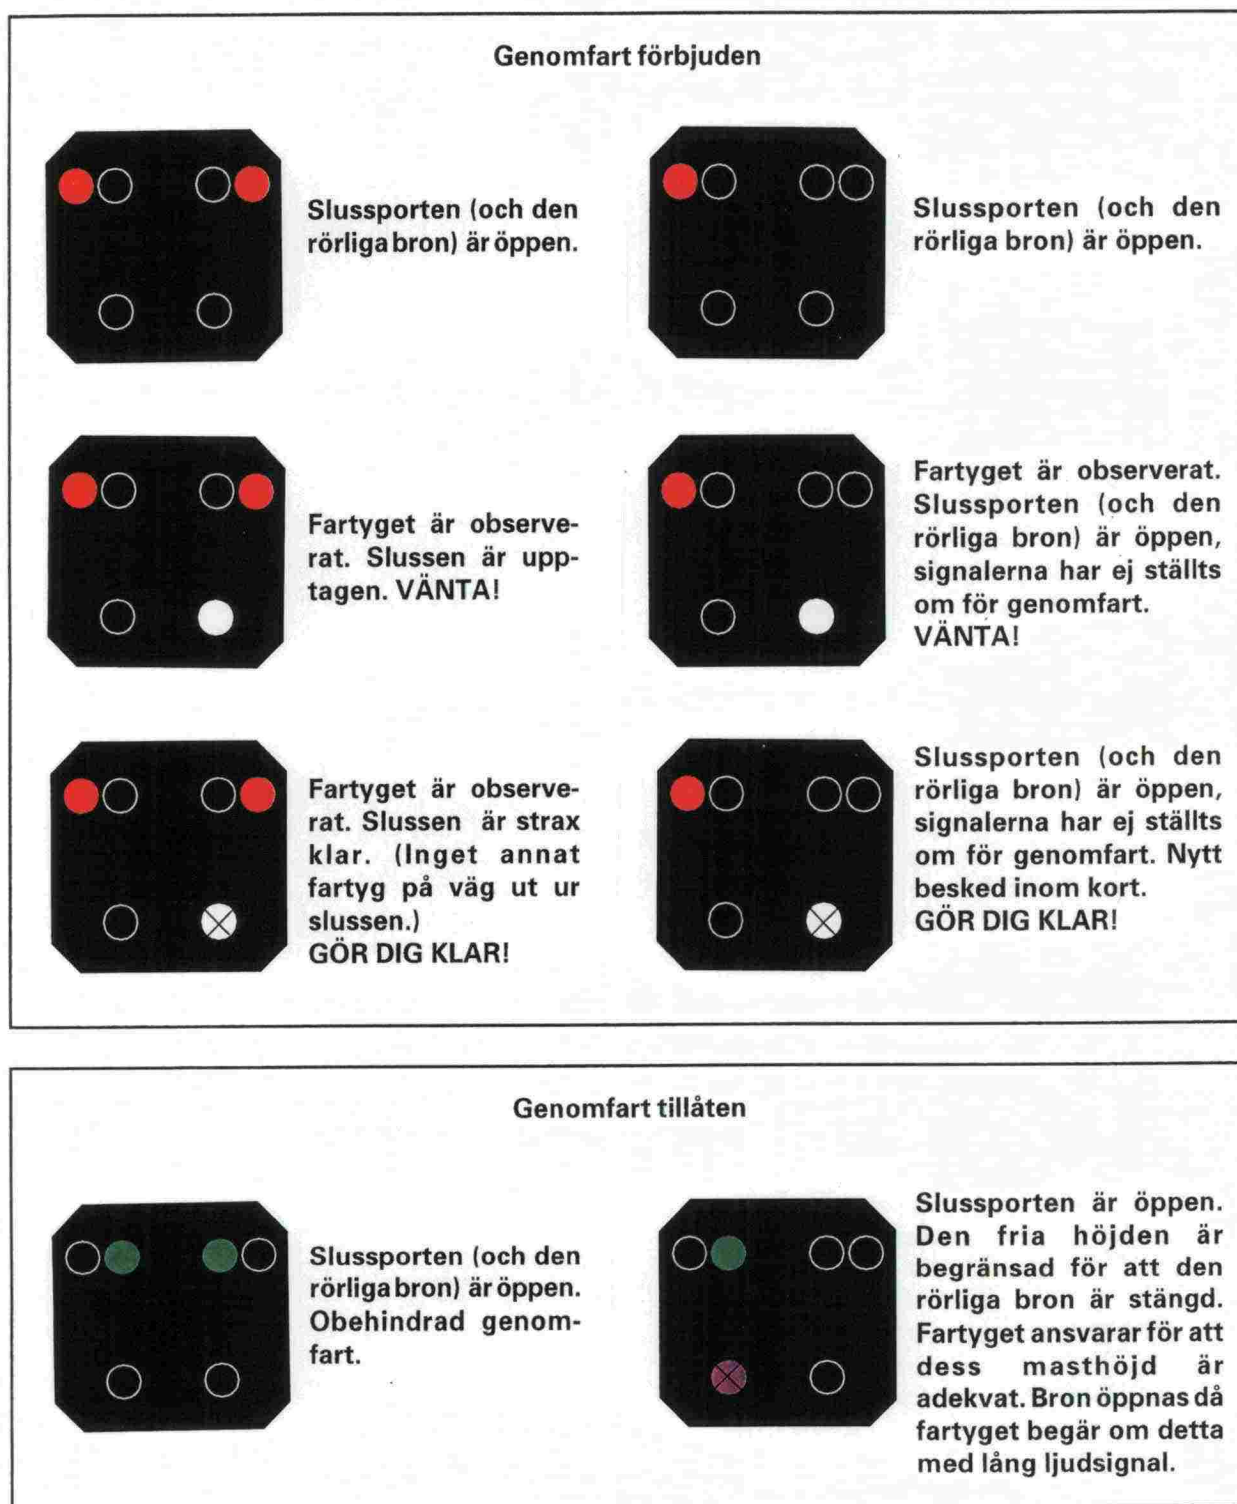 Genomfart förbjuden
Slussporten (och den
rörliga bron) är öppen.
Slussporten (och den
rörliga bron) är öppen.
Fartyget är observe-
rat. Slussen är upp-
tagen. VÄNTA!
Fartyget är observerat.
Slussporten (och den
rörliga bron) är öppen,
signalerna har ej ställts
om för genomfart.
VÄNTA!
Fartyget är observe-
rat. Slussen är strax
klar. (Inget annat
fartyg på väg ut ur
slussen.)
GÖR DIG KLAR!
Slussporten (och den
rörliga bron) är öppen,
signalerna har ej ställts
om för genomfart. Nytt
besked inom kort.
GÖR DIG KLAR!
Genomfart tillåten
Slussporten (och den
rörliga bron) är öppen.
Obehindrad genom-
fart.
Slussporten är öppen.
Den fria höjden är
begränsad för att den
rörliga bron är stängd.
Fartyget ansvarar för att
dess masthöjd är
adekvat. Bron öppnas då
fartyget begär om detta
med lång ljudsignal.